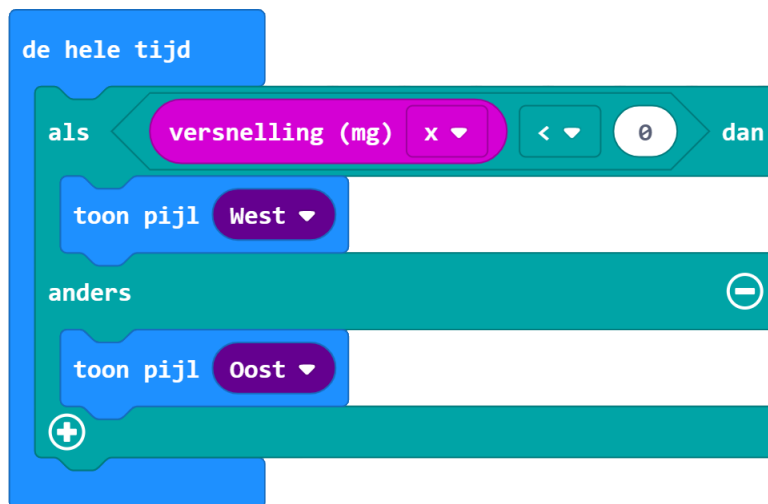 de hele tijd
als versnelling (mg) x < 0 dan
toon pijl West
anders
toon pijl Oost